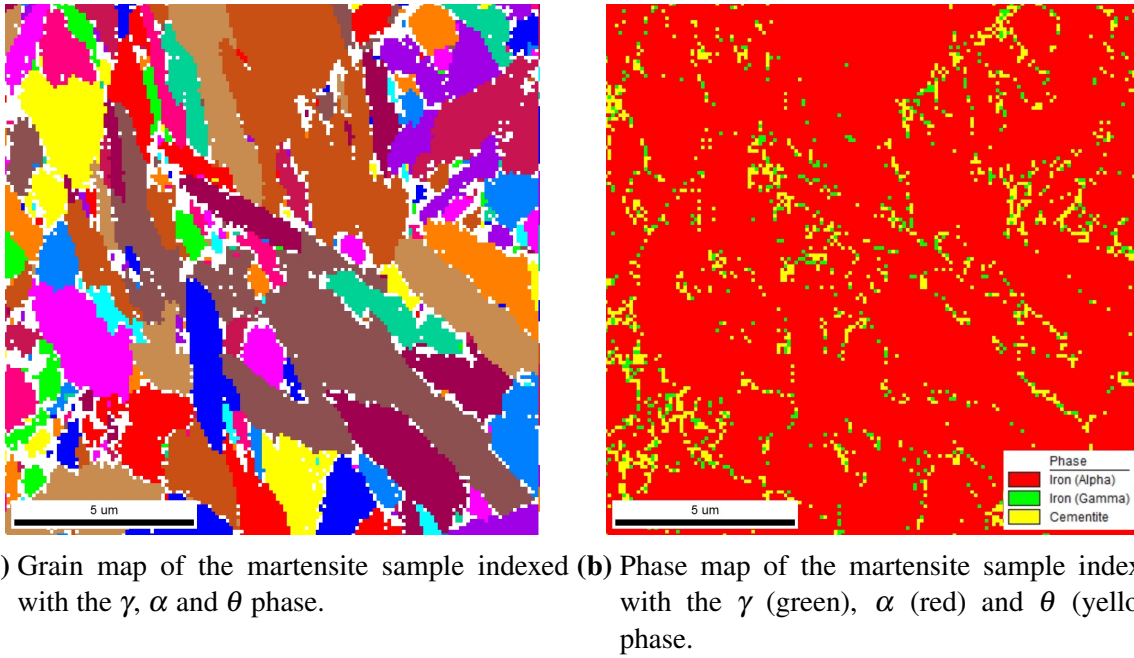 5 um
5 um
Phase
Iron (Alpha)
Iron (Gamma)
Cementite
) Grain map of the martensite sample indexed
with the γ, α and θ phase.
(b) Phase map of the martensite sample index
with the γ (green), α (red) and θ (yello
phase.